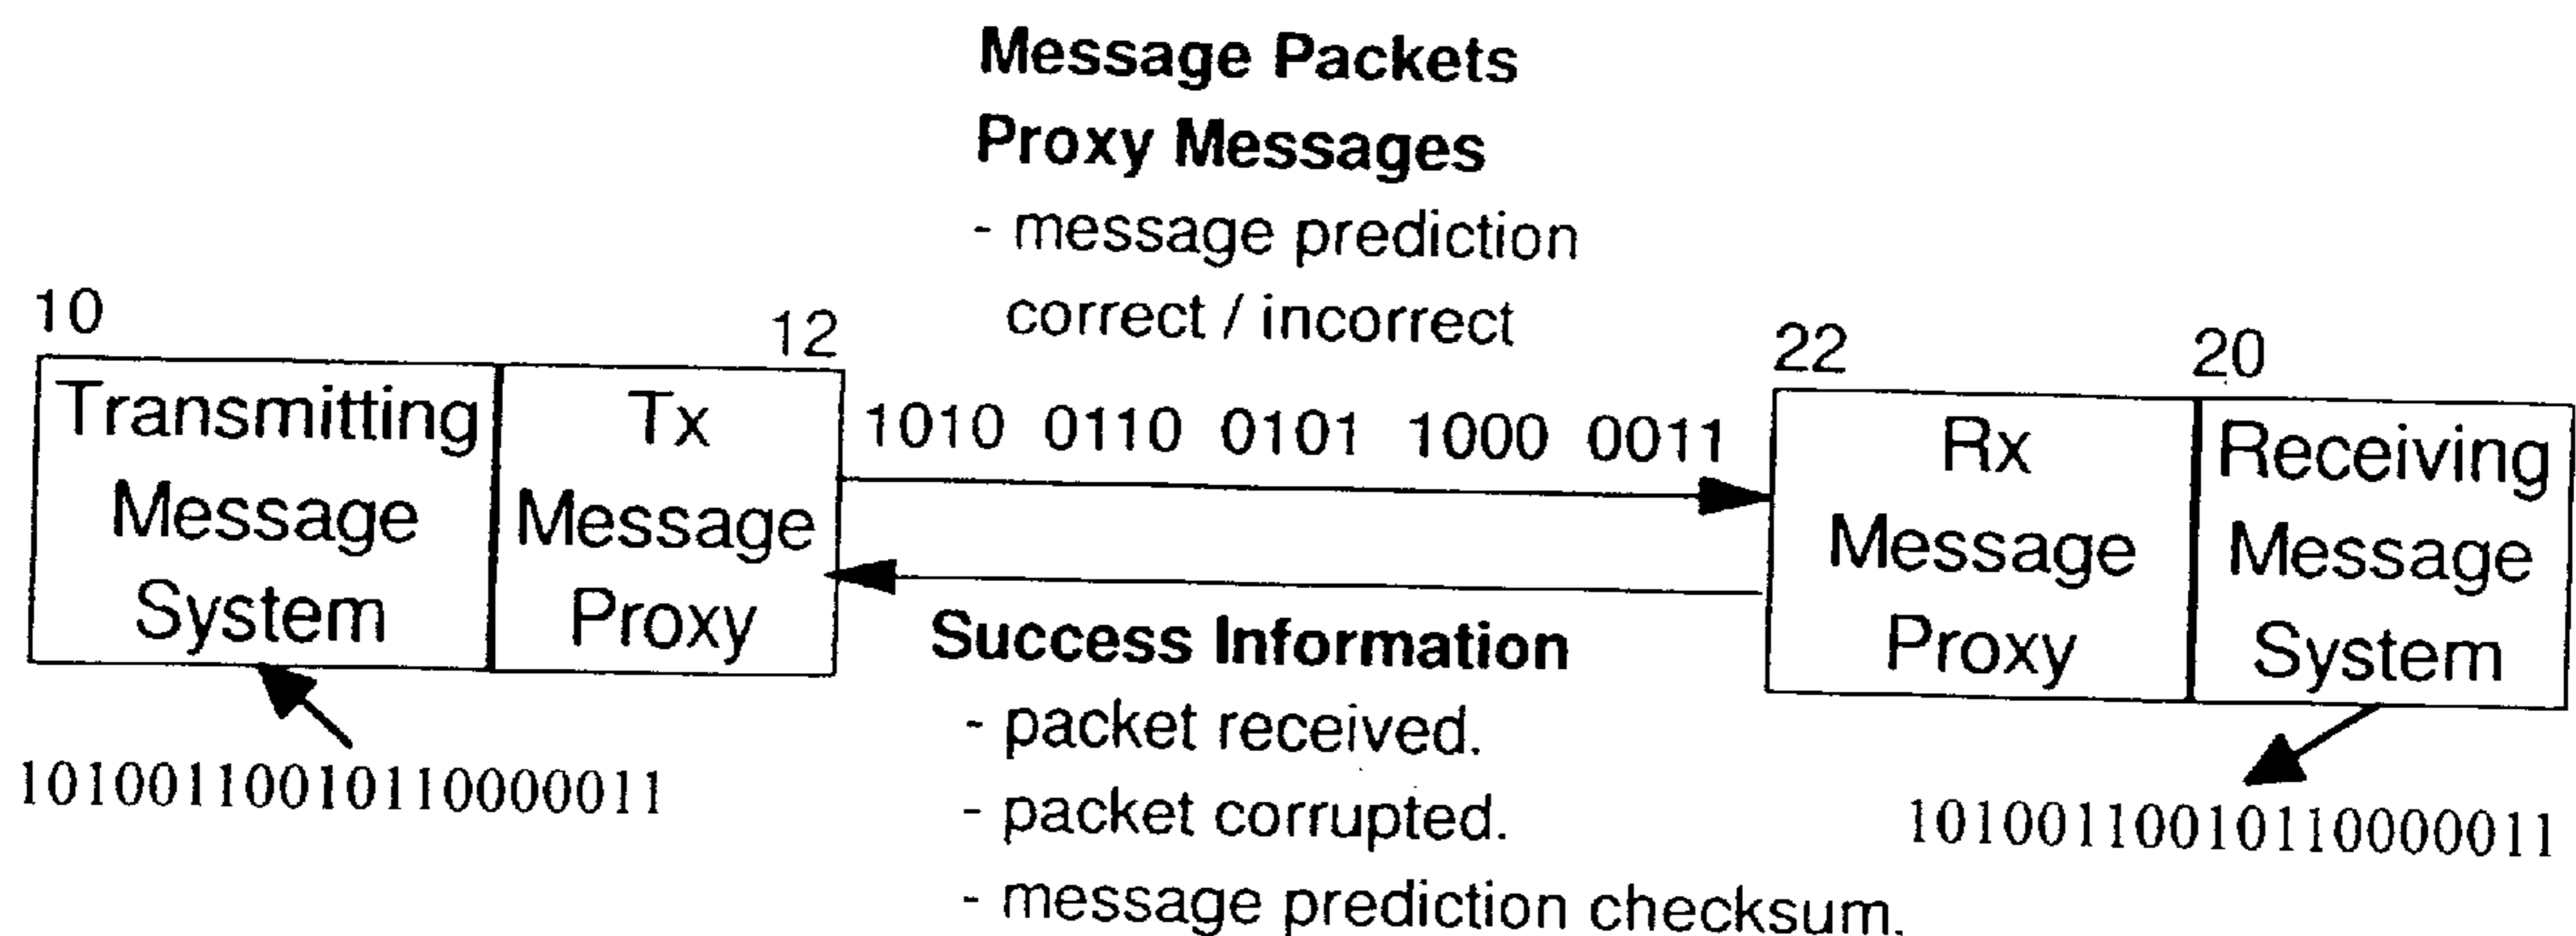 Message Packets
Proxy Messages
- message prediction
correct / incorrect
10
12
22
20
Transmitting
Message
System
Tx
Message
Proxy
1010 0110 0101 1000 0011
Rx
Message
Proxy
Receiving
Message
System
Success Information
- packet received.
- packet corrupted.
- message prediction checksum.
10100110010110000011
10100110010110000011